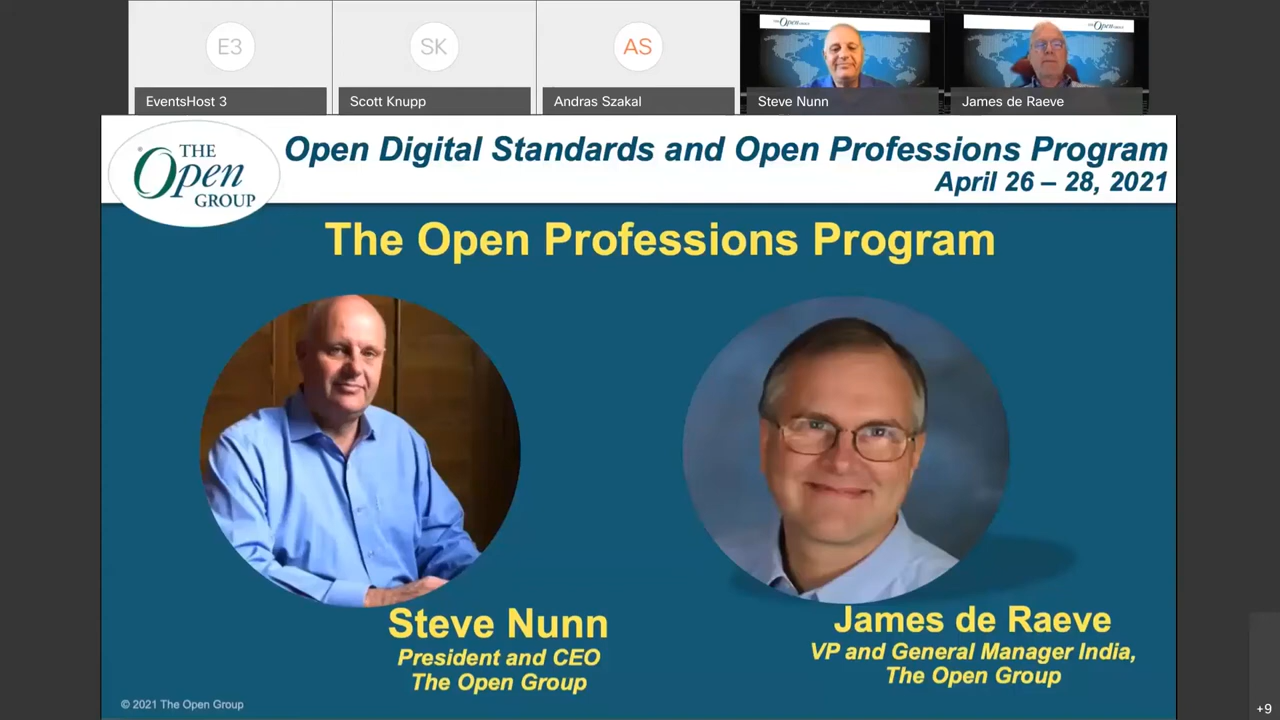 E3
SK
AS
EventsHost 3
Scott Knupp
Andras Szakal
Steve Nunn
James de Raeve
THE
Open
GROUP
Open Digital Standards and Open Professions Program
April 26 – 28, 2021
The Open Professions Program
Steve Nunn
President and CEO
The Open Group
James de Raeve
VP and General Manager India,
The Open Group
© 2021 The Open Group
+9